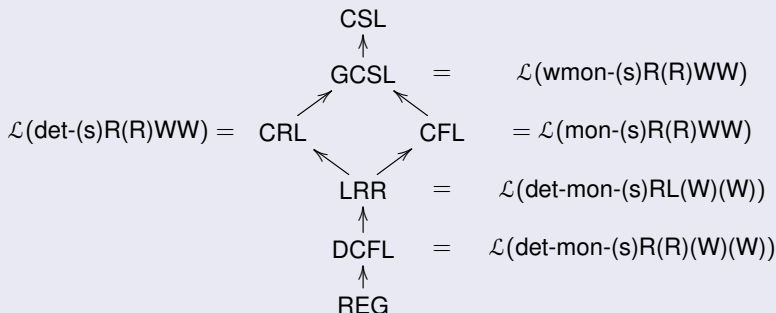 CSL
GCSL = ℒ(wmon-(s)R(R)WW)
ℒ(det-(s)R(R)WW) = CRL CFL = ℒ(mon-(s)R(R)WW)
LRR = ℒ(det-mon-(s)RL(W)(W))
DCFL = ℒ(det-mon-(s)R(R)(W)(W))
REG